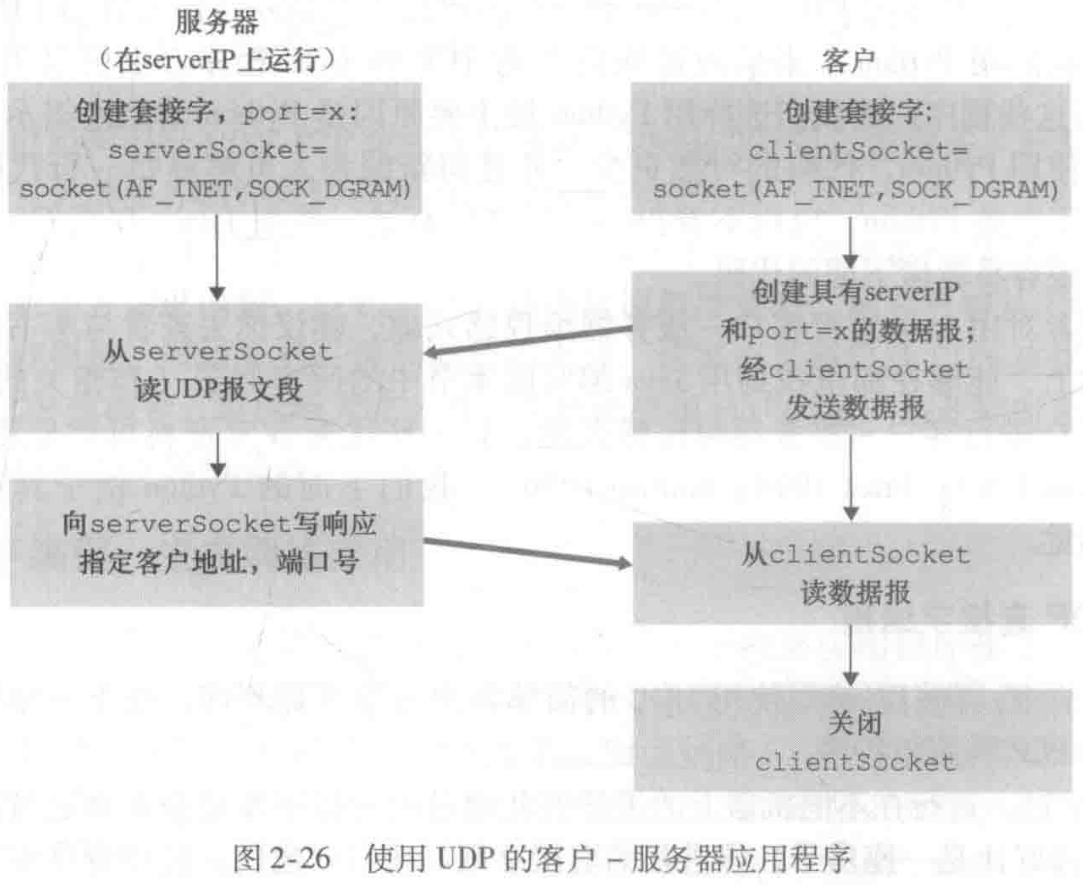 服务器
（在serverIP上运行）
创建套接字，port=x：
serverSocket=
socket(AF_INET,SOCK_DGRAM)
从serverSocket
读UDP报文段
向serverSocket写响应
指定客户地址，端口号
客户
创建套接字：
clientSocket=
socket(AF_INET,SOCK_DGRAM)
创建具有serverIP
和port=x的数据报；
经clientSocket
发送数据报
从clientSocket
读数据报
关闭
clientSocket
图 2-26 使用 UDP 的客户－服务器应用程序